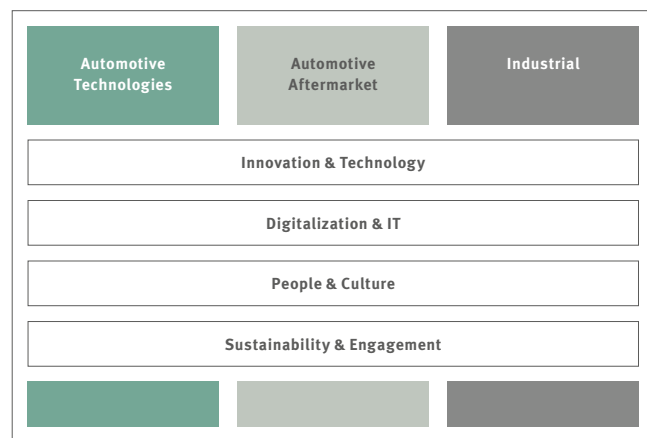 Automotive
Technologies
Automotive
Aftermarket
Industrial
Innovation & Technology
Digitalization & IT
People & Culture
Sustainability & Engagement